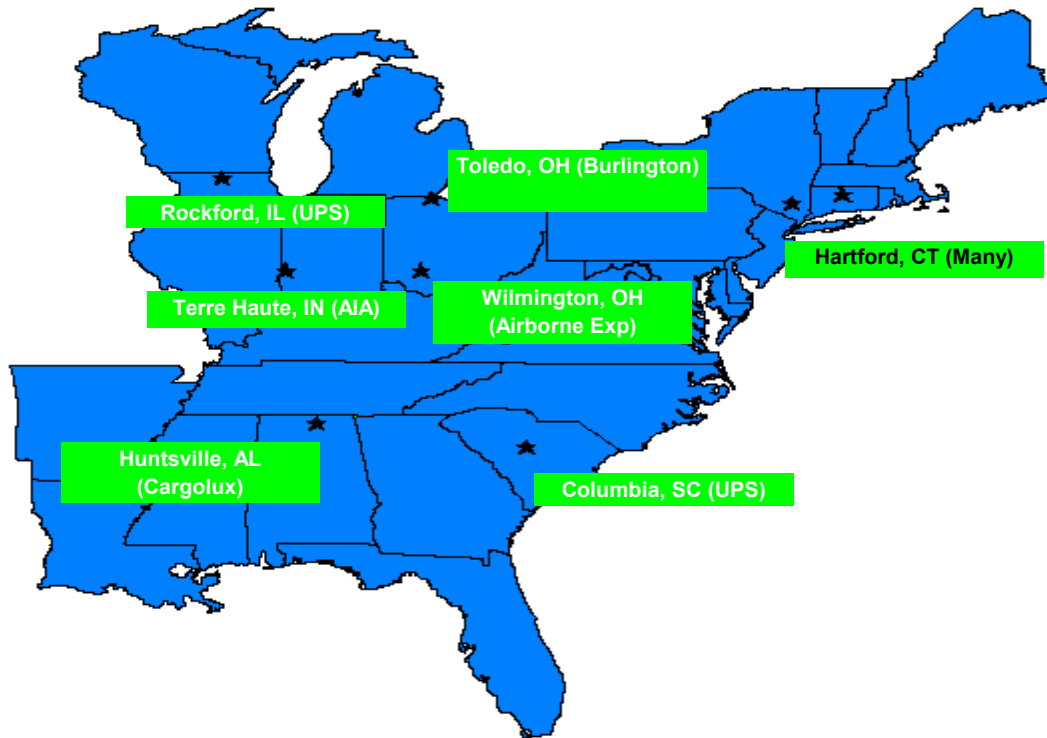 Toledo, OH (Burlington)
Rockford, IL (UPS)
Hartford, CT (Many)
Terre Haute, IN (AIA)
Wilmington, OH
(Airborne Exp)
Huntsville, AL
(Cargolux)
Columbia, SC (UPS)